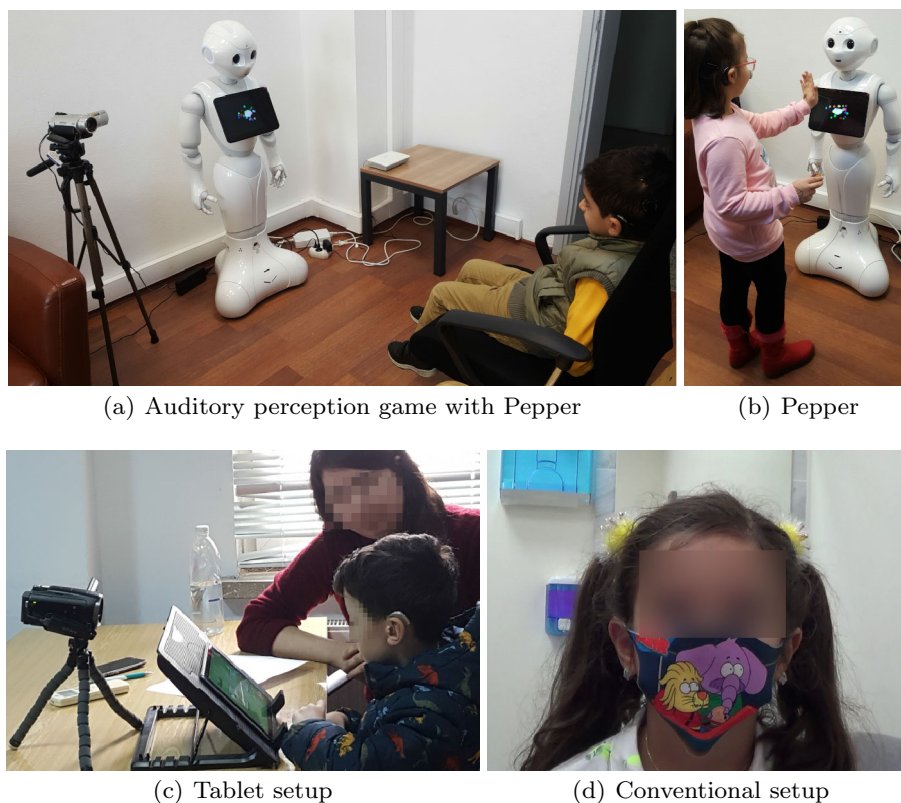 (a) Auditory perception game with Pepper
(b) Pepper
(c) Tablet setup
(d) Conventional setup